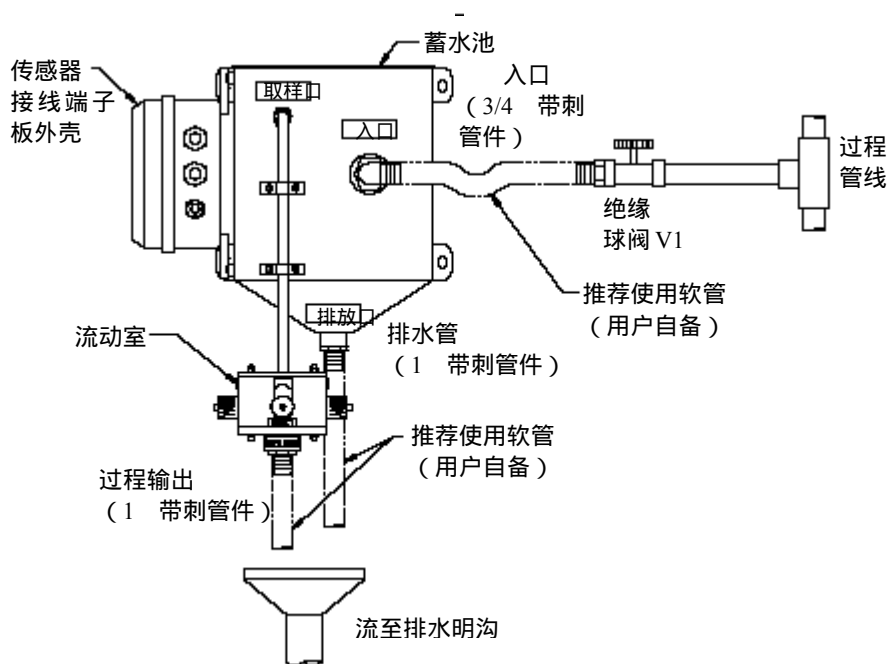 蓄水池
传感器
接线端子
板外壳
取样口
入口
入口
（3/4 带刺
管件）
过程
管线
绝缘
球阀 V1
推荐使用软管
（用户自备）
排放口
排水管
（1 带刺管件）
流动室
推荐使用软管
（用户自备）
过程输出
（1 带刺管件）
流至排水明沟